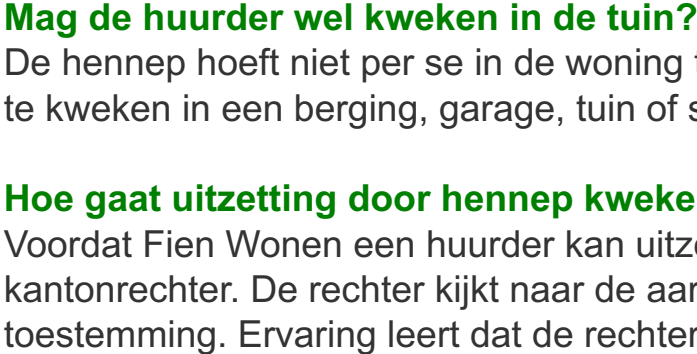 Mag de huurder wel kweken in de tuin?
De hennep hoeft niet per se in de woning
te kweken in een berging, garage, tuin of
Hoe gaat uitzetting door hennep kweke
Voordat Fien Wonen een huurder kan uitz
kantonrechter. De rechter kijkt naar de aar
toestemming. Ervaring leert dat de rechter